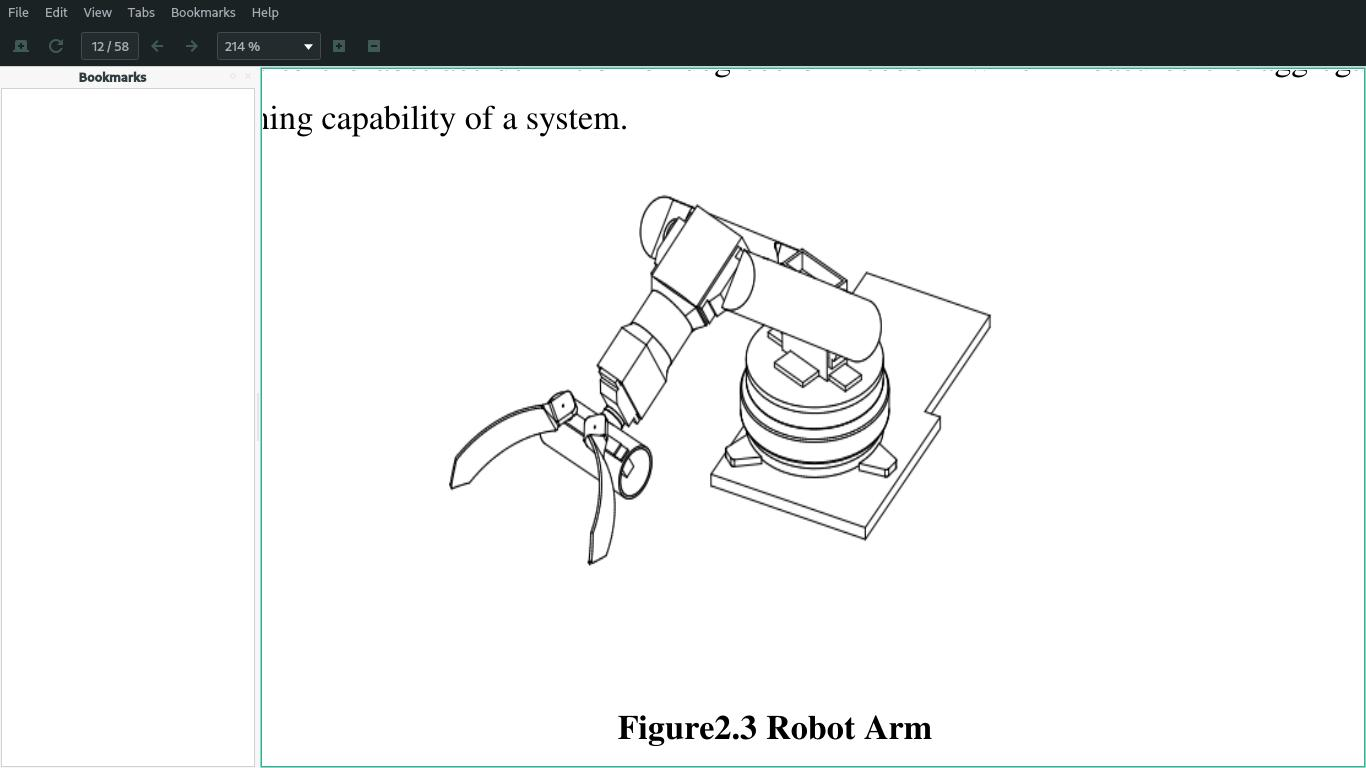 File Edit View Tabs Bookmarks Help
12 / 58 214 %
Bookmarks
ning capability of a system.
Figure2.3 Robot Arm